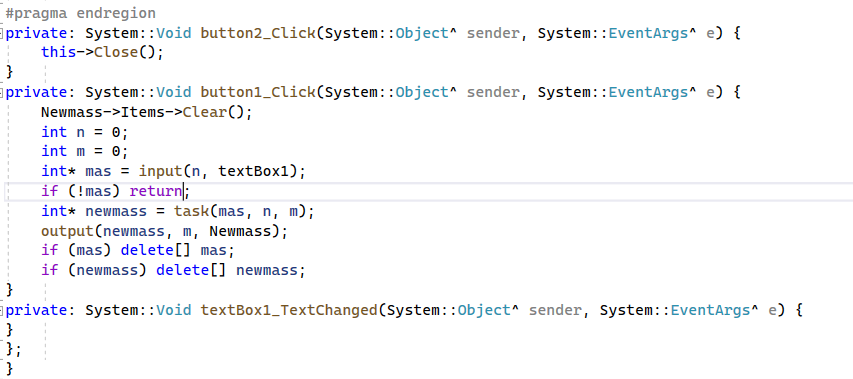 #pragma endregion
private: System::Void button2_Click(System::Object^ sender, System::EventArgs^ e) {
    this->Close();
}
private: System::Void button1_Click(System::Object^ sender, System::EventArgs^ e) {
    Newmass->Items->Clear();
    int n = 0;
    int m = 0;
    int* mas = input(n, textBox1);
    if (!mas) return;
    int* newmass = task(mas, n, m);
    output(newmass, m, Newmass);
    if (mas) delete[] mas;
    if (newmass) delete[] newmass;
}
private: System::Void textBox1_TextChanged(System::Object^ sender, System::EventArgs^ e) {
}
};
}